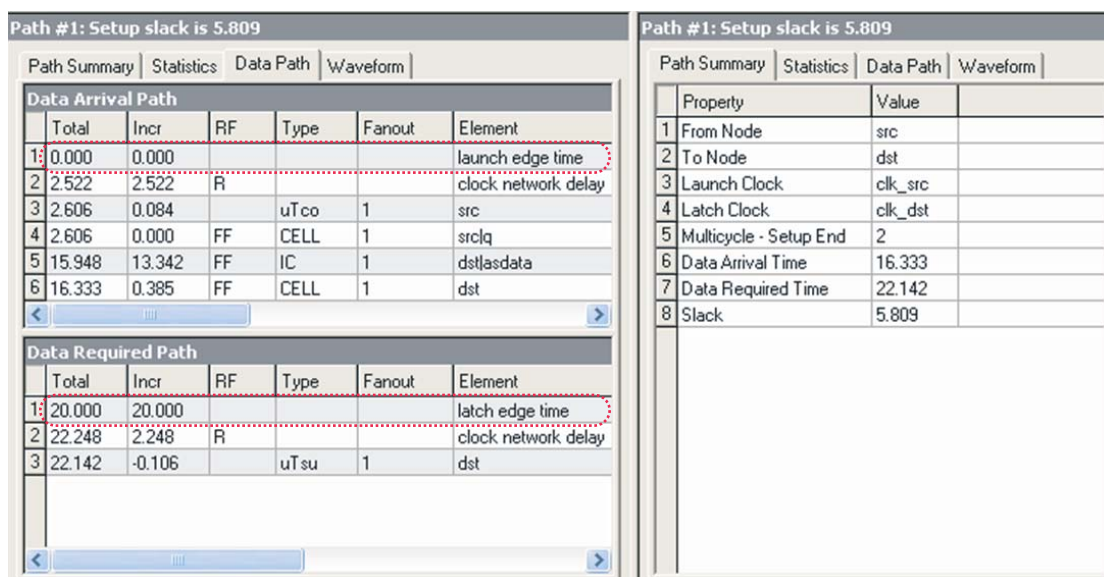 Path #1: Setup slack is 5.809
Path Summary Statistics Data Path Waveform
Data Arrival Path
Total Incr RF Type Fanout Element
1 0.000 0.000 launch edge time
2 2.522 2.522 R clock network delay
3 2.606 0.084 uTco 1 src
4 2.606 0.000 FF CELL 1 src|q
5 15.948 13.342 FF IC 1 dst|asdata
6 16.333 0.385 FF CELL 1 dst
Data Required Path
Total Incr RF Type Fanout Element
1 20.000 20.000 latch edge time
2 22.248 2.248 R clock network delay
3 22.142 -0.106 uTsu 1 dst
Path #1: Setup slack is 5.809
Path Summary Statistics Data Path Waveform
Property Value
1 From Node src
2 To Node dst
3 Launch Clock clk_src
4 Latch Clock clk_dst
5 Multicycle - Setup End 2
6 Data Arrival Time 16.333
7 Data Required Time 22.142
8 Slack 5.809